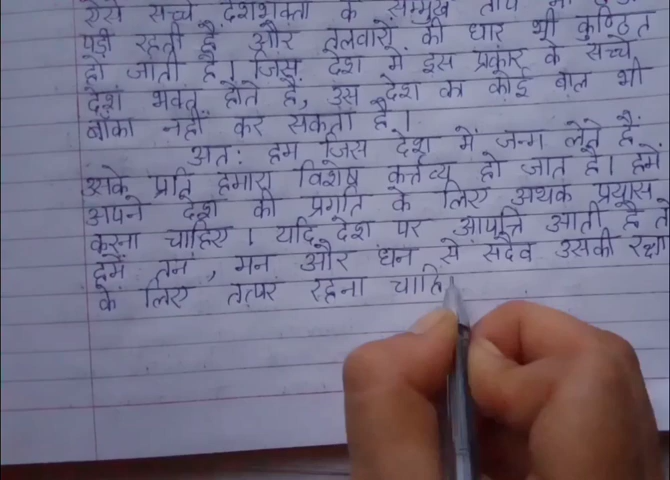 ऐसे सच्चे देशभक्तों के सम्मुख तोप
पड़ी रहती हैं और तलवारों की धार भी कुण्ठित
हो जाती है। जिस देश में इस प्रकार के सच्चे
देश भक्त होते हैं, उस देश का कोई बाल भी
बांका नहीं कर सकता है।
अतः हम जिस देश में जन्म लेते हैं
उसके प्रति हमारा विशेष कर्त्तव्य हो जात है। हमें
अपने देश की प्रगति के लिए अथक प्रयास
करना चाहिए। यदि देश पर आपत्ति आती है तो
हमें तन, मन और धन से सदैव उसकी रक्षा
के लिए तत्पर रहना चाहि